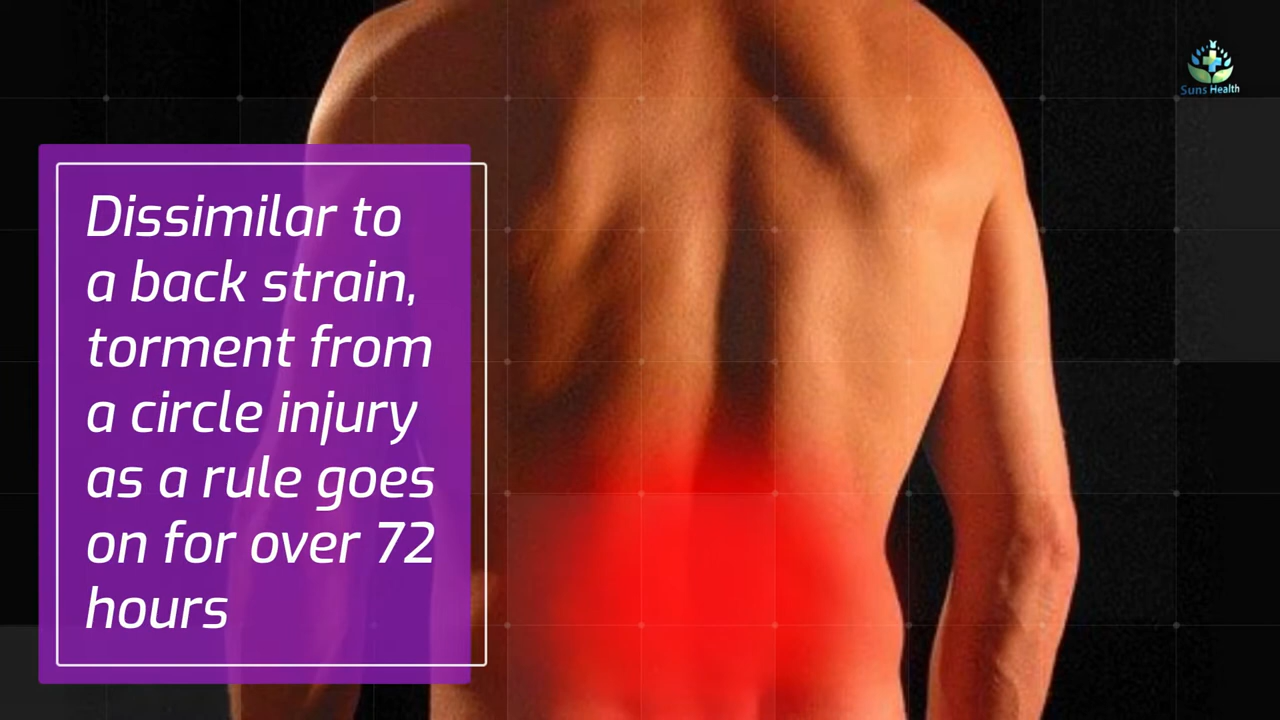 Dissimilar to
a back strain,
torment from
a circle injury
as a rule goes
on for over 72
hours
Suns Health